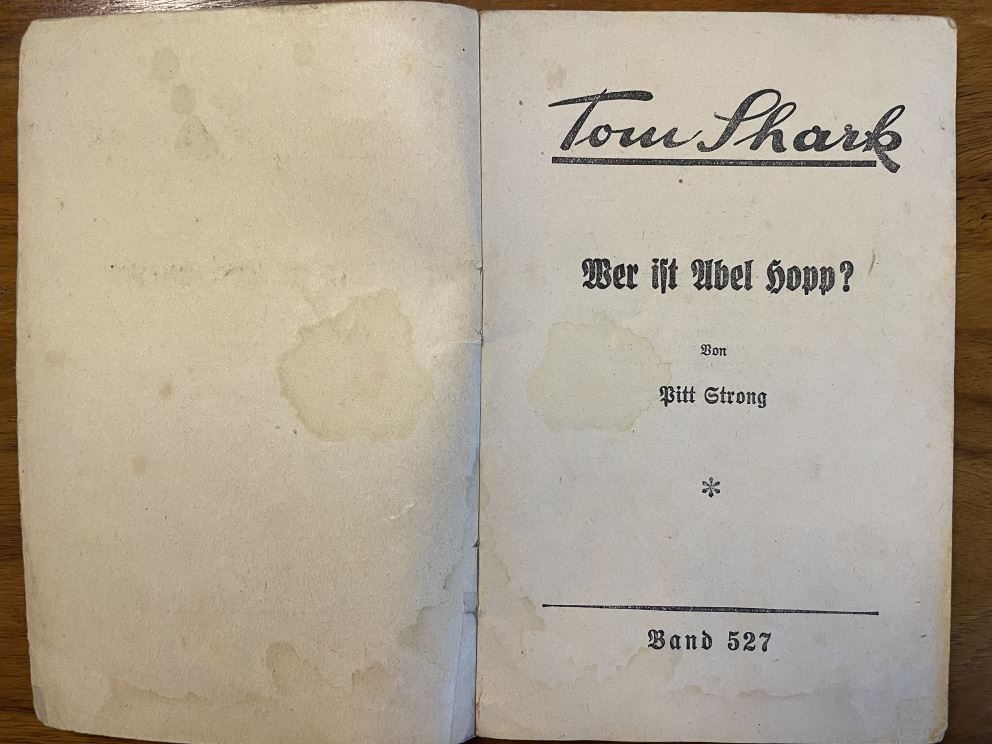 Tom Shark
Wer ist Abel Hopp?
Von
Pitt Strong
*
Band 527